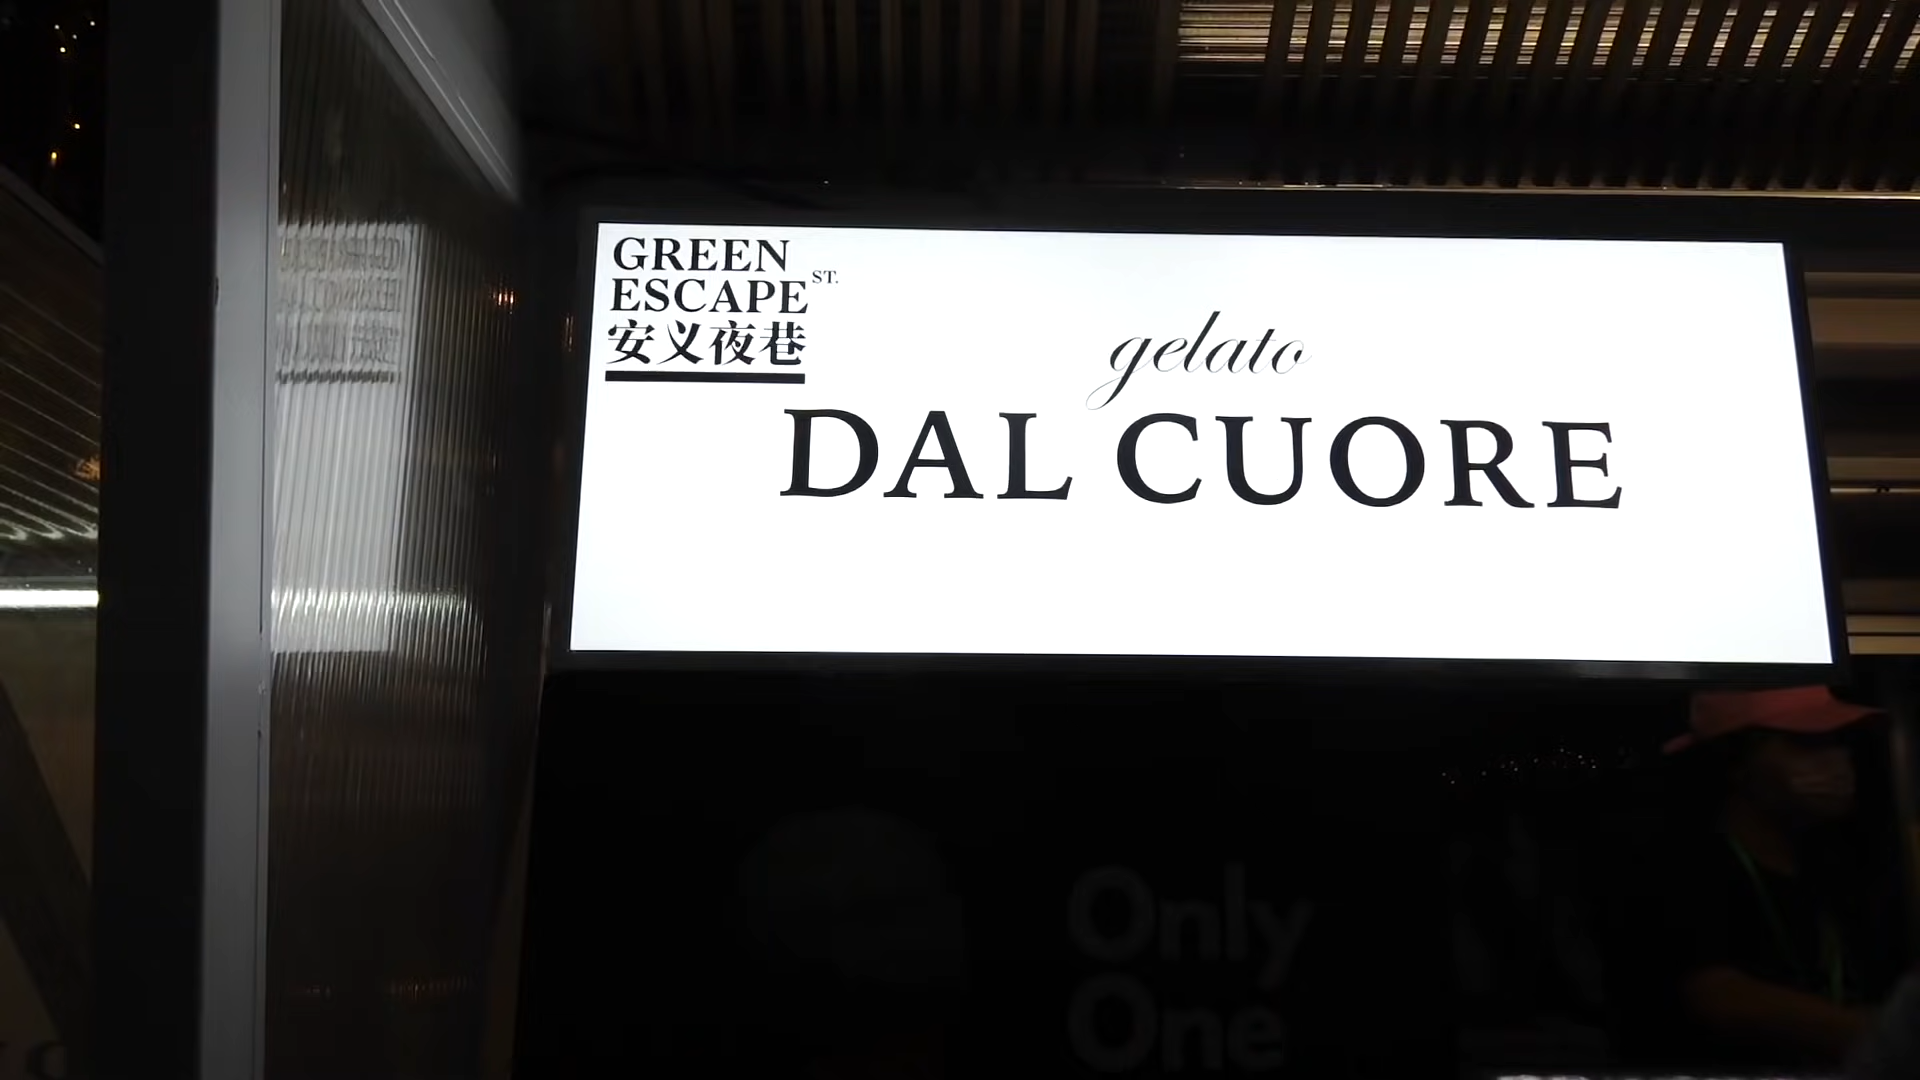 GREEN
ESCAPE ST.
安义夜巷
gelato
DAL CUORE
Only
One